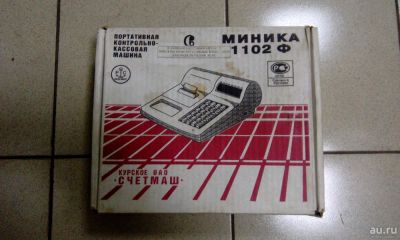 ПОРТАТИВНАЯ
КОНТРОЛЬНО-
КАССОВАЯ
МАШИНА
МИНИКА
1102 Ф
КУРСКОЕ ОАО
·СЧЕТМАШ·
au.ru